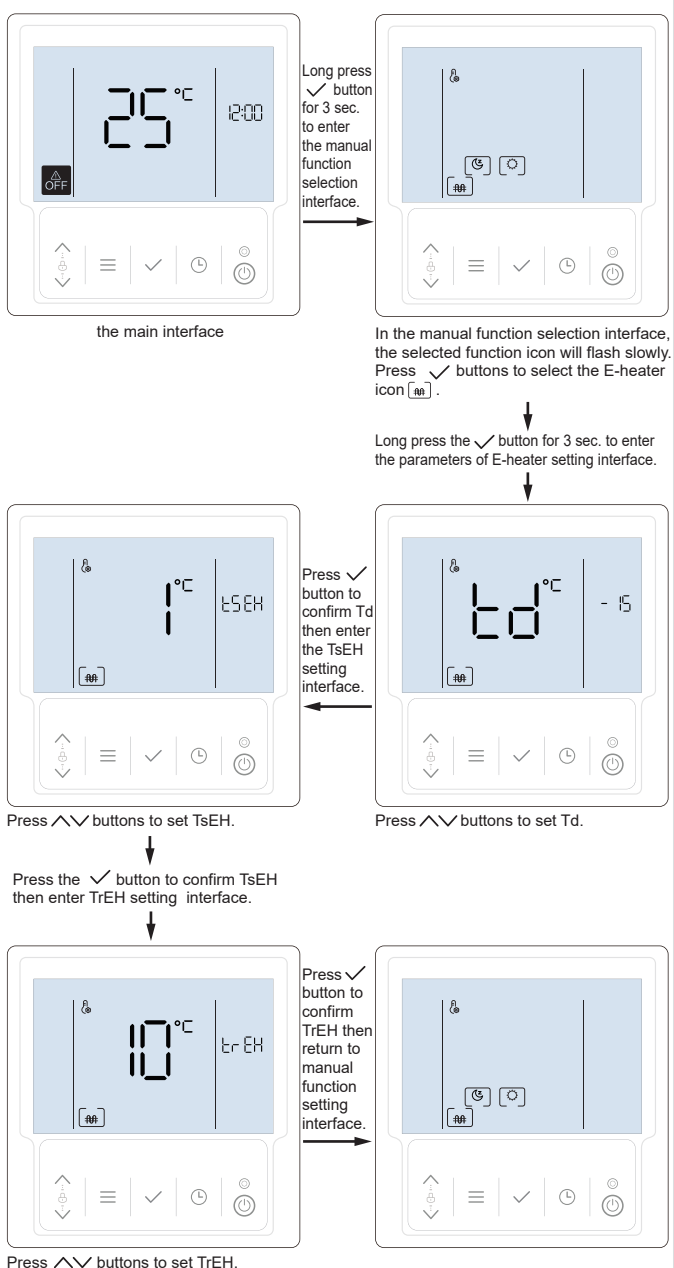 25 °C
12:00
OFF
the main interface
Long press
button
for 3 sec.
to enter
the manual
function
selection
interface.
In the manual function selection interface,
the selected function icon will flash slowly.
Press buttons to select the E-heater
icon .
Long press the button for 3 sec. to enter
the parameters of E-heater setting interface.
td °C
- 15
Press buttons to set Td.
Press
button to
confirm Td
then enter
the TsEH
setting
interface.
1 °C
tSEH
Press buttons to set TsEH.
Press the button to confirm TsEH
then enter TrEH setting interface.
10 °C
trEH
Press buttons to set TrEH.
Press
button to
confirm
TrEH then
return to
manual
function
setting
interface.